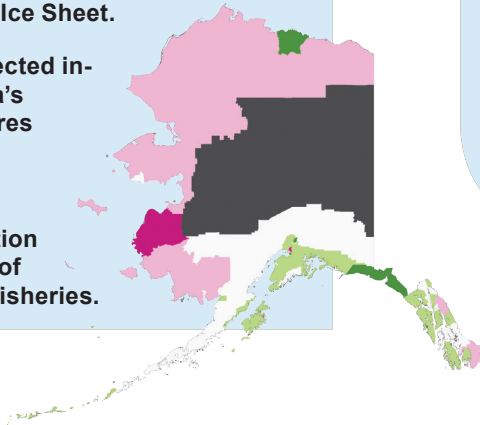 Ice Sheet.
ected in-
a's
res
tion
of
isheries.